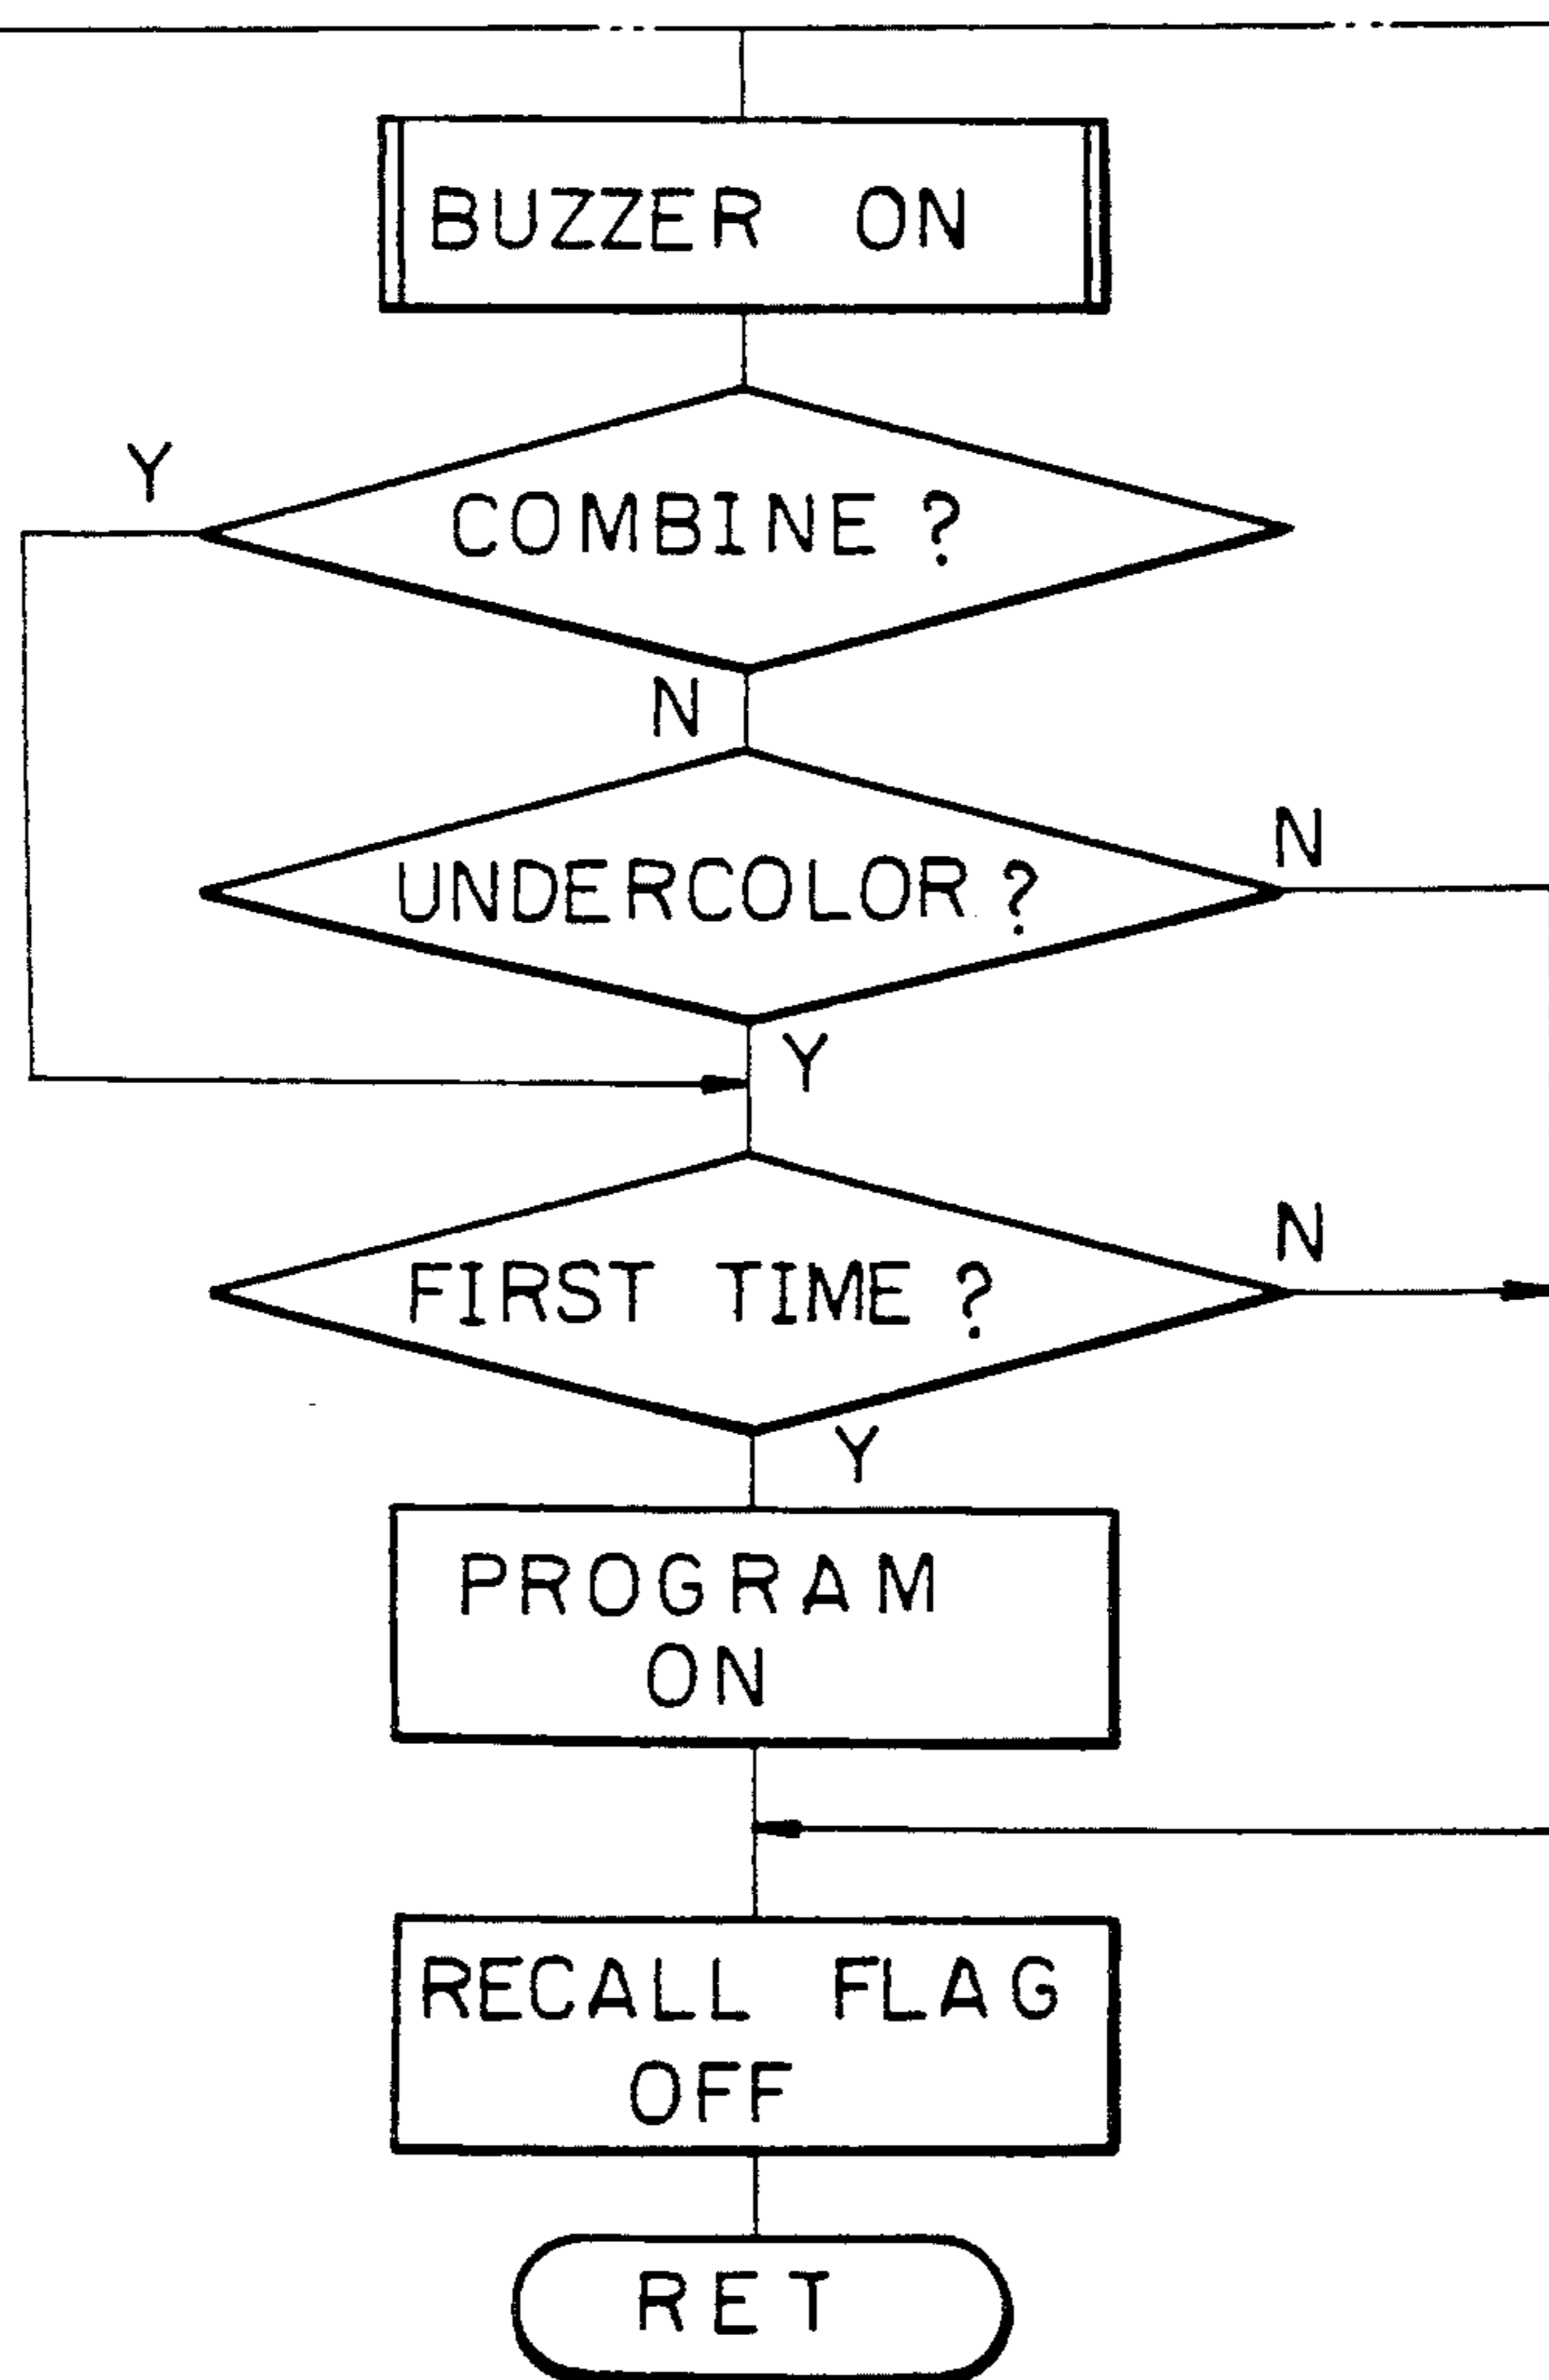 BUZZER ON
Y
COMBINE ?
N
N
UNDERCOLOR ?
Y
N
FIRST TIME ?
Y
PROGRAM
ON
RECALL FLAG
OFF
RET